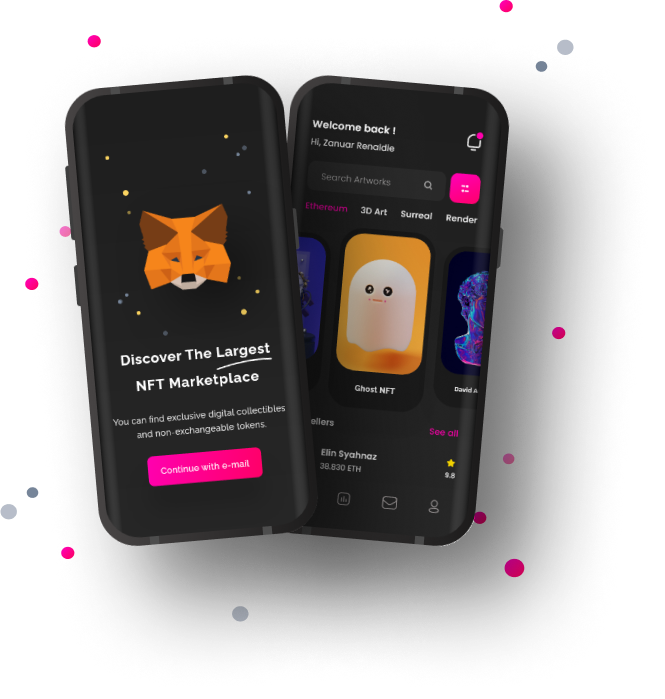 Discover The Largest
NFT Marketplace
You can find exclusive digital collectibles
and non-exchangeable tokens.
Continue with e-mail
Welcome back !
Hi, Zanuar Renaldie
Search Artworks
Ethereum 3D Art Surreal Render
Ghost NFT
David A
ellers
See all
Elin Syahnaz
38.830 ETH
9.8